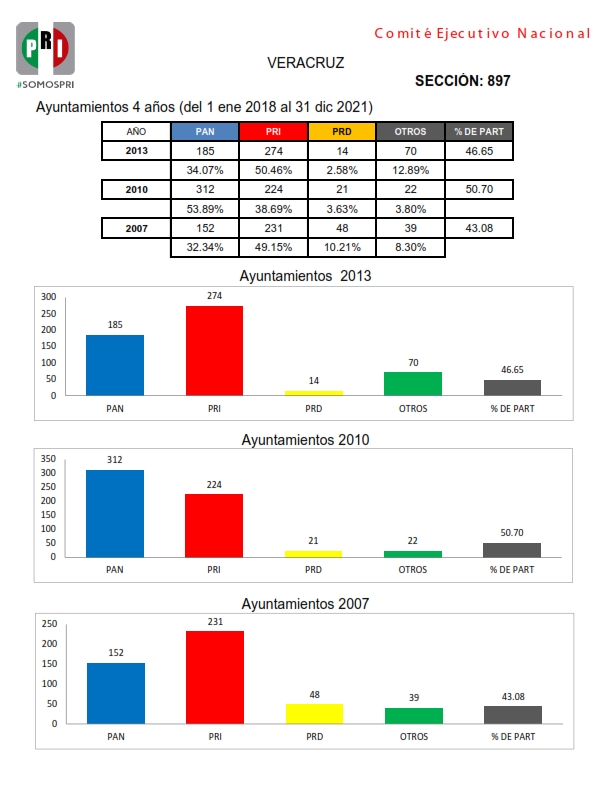 Comité Ejecutivo Nacional
PRI
#SOMOSPRI
VERACRUZ
SECCIÓN: 897
Ayuntamientos 4 años (del 1 ene 2018 al 31 dic 2021)
AÑO PAN PRI PRD OTROS % DE PART
2013 185 274 14 70 46.65
34.07% 50.46% 2.58% 12.89%
2010 312 224 21 22 50.70
53.89% 38.69% 3.63% 3.80%
2007 152 231 48 39 43.08
32.34% 49.15% 10.21% 8.30%
Ayuntamientos 2013
300
250
200
150
100
50
0
185
274
14
70
46.65
PAN PRI PRD OTROS % DE PART
Ayuntamientos 2010
350
300
250
200
150
100
50
0
312
224
21
22
50.70
PAN PRI PRD OTROS % DE PART
Ayuntamientos 2007
250
200
150
100
50
0
152
231
48
39
43.08
PAN PRI PRD OTROS % DE PART